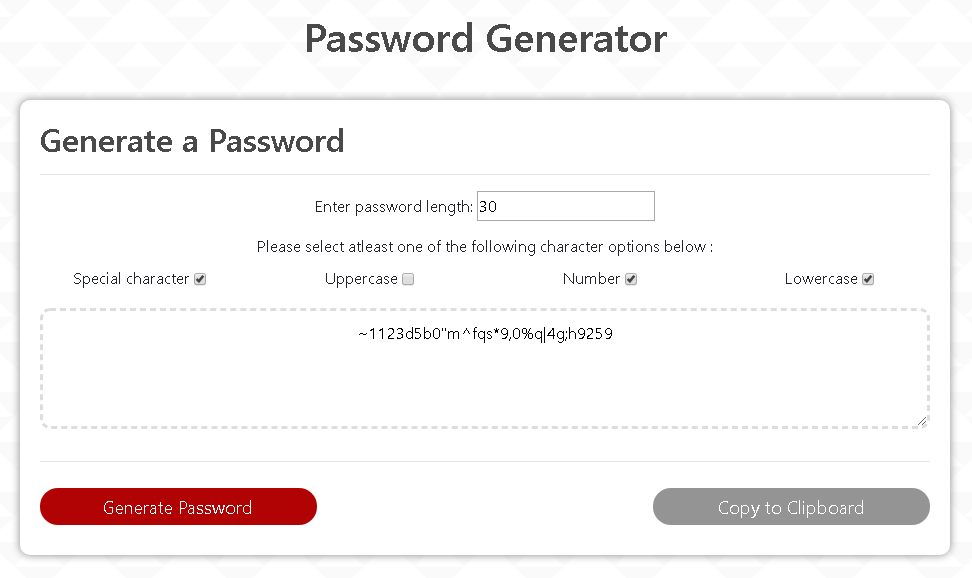 Password Generator
Generate a Password
Enter password length: 30
Please select atleast one of the following character options below :
Special character Uppercase Number Lowercase
~1123d5b0"m^fqs*9,0%q|4g;h9259
Generate Password Copy to Clipboard